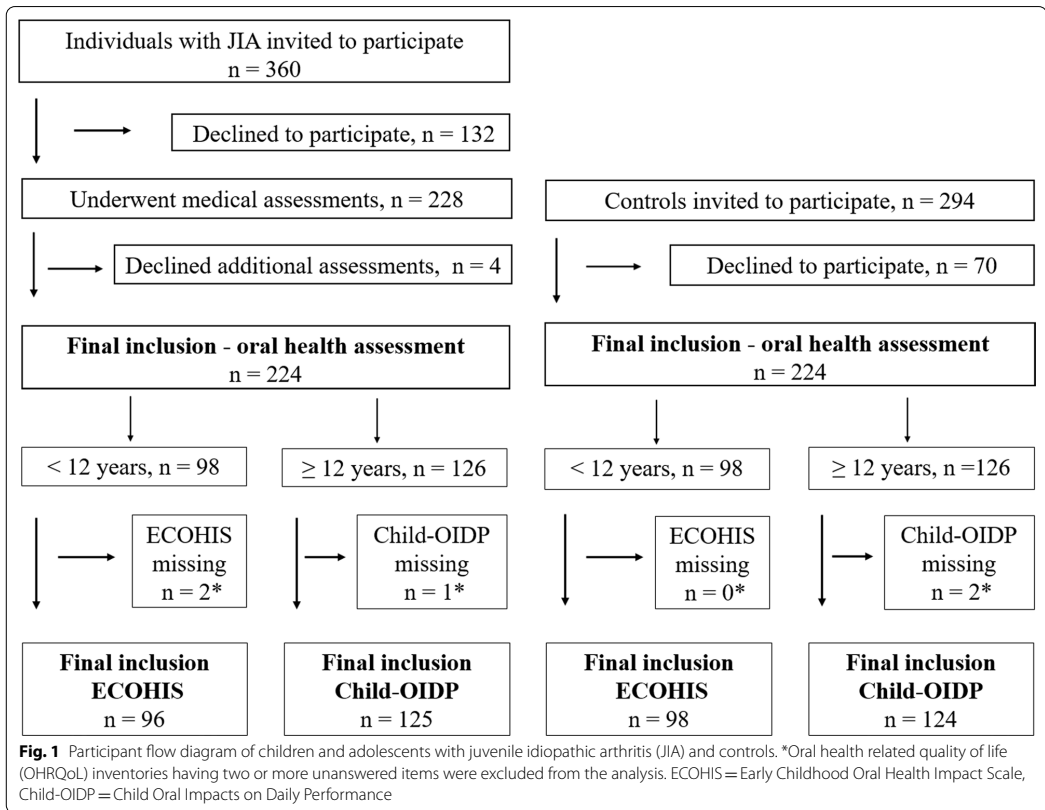 Individuals with JIA invited to participate
n = 360
Declined to participate, n = 132
Underwent medical assessments, n = 228
Declined additional assessments, n = 4
Final inclusion - oral health assessment
n = 224
< 12 years, n = 98
≥ 12 years, n = 126
ECOHIS
missing
n = 2*
Child-OIDP
missing
n = 1*
Final inclusion
ECOHIS
n = 96
Final inclusion
Child-OIDP
n = 125
Controls invited to participate, n = 294
Declined to participate, n = 70
Final inclusion - oral health assessment
n = 224
< 12 years, n = 98
≥ 12 years, n =126
ECOHIS
missing
n = 0*
Child-OIDP
missing
n = 2*
Final inclusion
ECOHIS
n = 98
Final inclusion
Child-OIDP
n = 124
Fig. 1 Participant flow diagram of children and adolescents with juvenile idiopathic arthritis (JIA) and controls. *Oral health related quality of life
(OHRQoL) inventories having two or more unanswered items were excluded from the analysis. ECOHIS = Early Childhood Oral Health Impact Scale,
Child-OIDP = Child Oral Impacts on Daily Performance